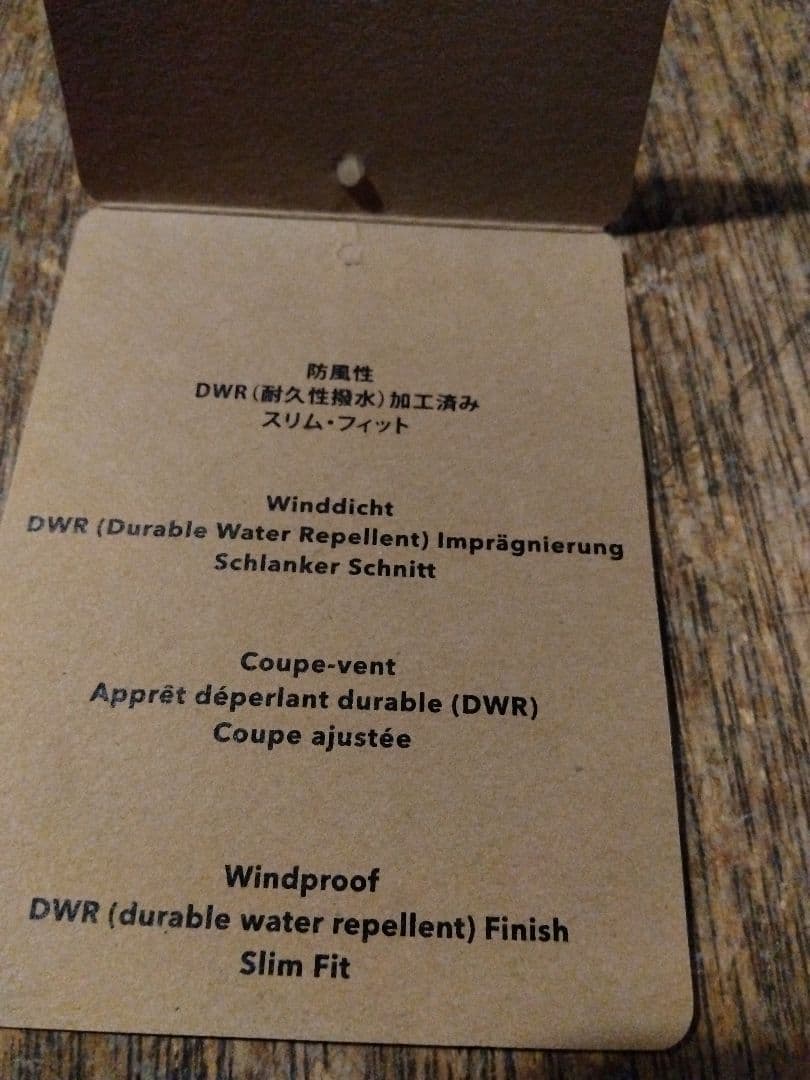 防風性
DWR（耐久性撥水）加工済み
スリム・フィット
Winddicht
DWR (Durable Water Repellent) Imprägnierung
Schlanker Schnitt
Coupe-vent
Apprêt déperlant durable (DWR)
Coupe ajustée
Windproof
DWR (durable water repellent) Finish
Slim Fit